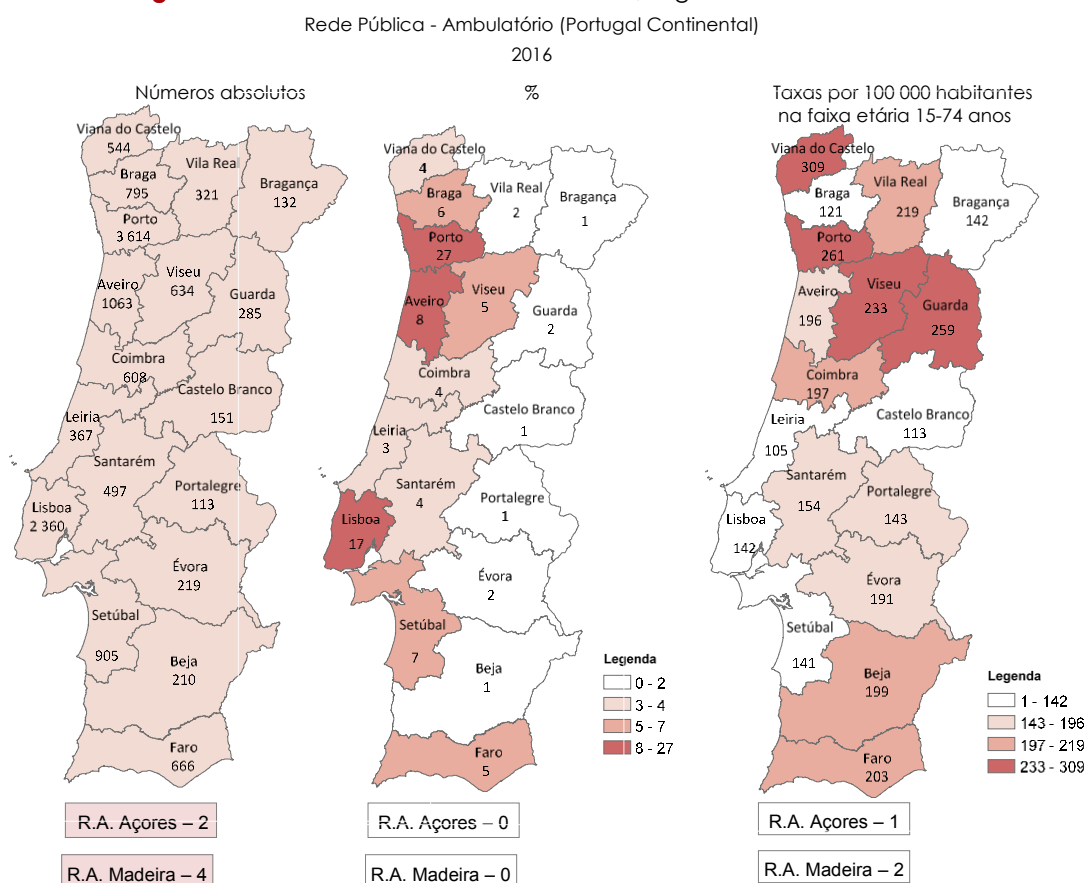 Rede Pública - Ambulatório (Portugal Continental)
2016
Números absolutos
Viana do Castelo
544
Braga
795
Vila Real
321
Bragança
132
Porto
3 614
Aveiro
1063
Viseu
634
Guarda
285
Coimbra
608
Castelo Branco
151
Leiria
367
Santarém
497
Portalegre
113
Lisboa
2 360
Évora
219
Setúbal
905
Beja
210
Faro
666
R.A. Açores – 2
R.A. Madeira – 4
%
Viana do Castelo
4
Braga
6
Vila Real
2
Bragança
1
Porto
27
Aveiro
8
Viseu
5
Guarda
2
Coimbra
4
Castelo Branco
1
Leiria
3
Santarém
4
Portalegre
1
Lisboa
17
Évora
2
Setúbal
7
Beja
1
Faro
5
Legenda
0 - 2
3 - 4
5 - 7
8 - 27
R.A. Açores – 0
R.A. Madeira – 0
Taxas por 100 000 habitantes
na faixa etária 15-74 anos
Viana do Castelo
309
Braga
121
Vila Real
219
Bragança
142
Porto
261
Aveiro
196
Viseu
233
Guarda
259
Coimbra
197
Castelo Branco
113
Leiria
105
Santarém
154
Portalegre
143
Lisboa
142
Évora
191
Setúbal
141
Beja
199
Faro
203
Legenda
1 - 142
143 - 196
197 - 219
233 - 309
R.A. Açores – 1
R.A. Madeira – 2